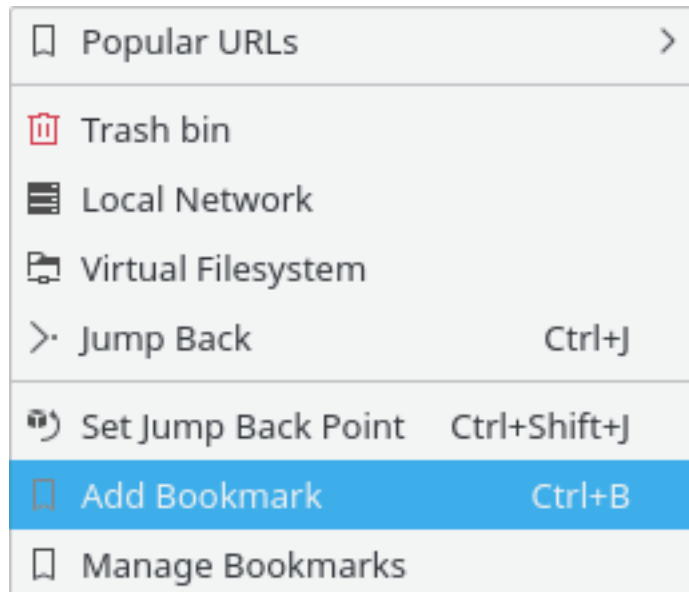 Popular URLs
Trash bin
Local Network
Virtual Filesystem
Jump Back Ctrl+J
Set Jump Back Point Ctrl+Shift+J
Add Bookmark Ctrl+B
Manage Bookmarks